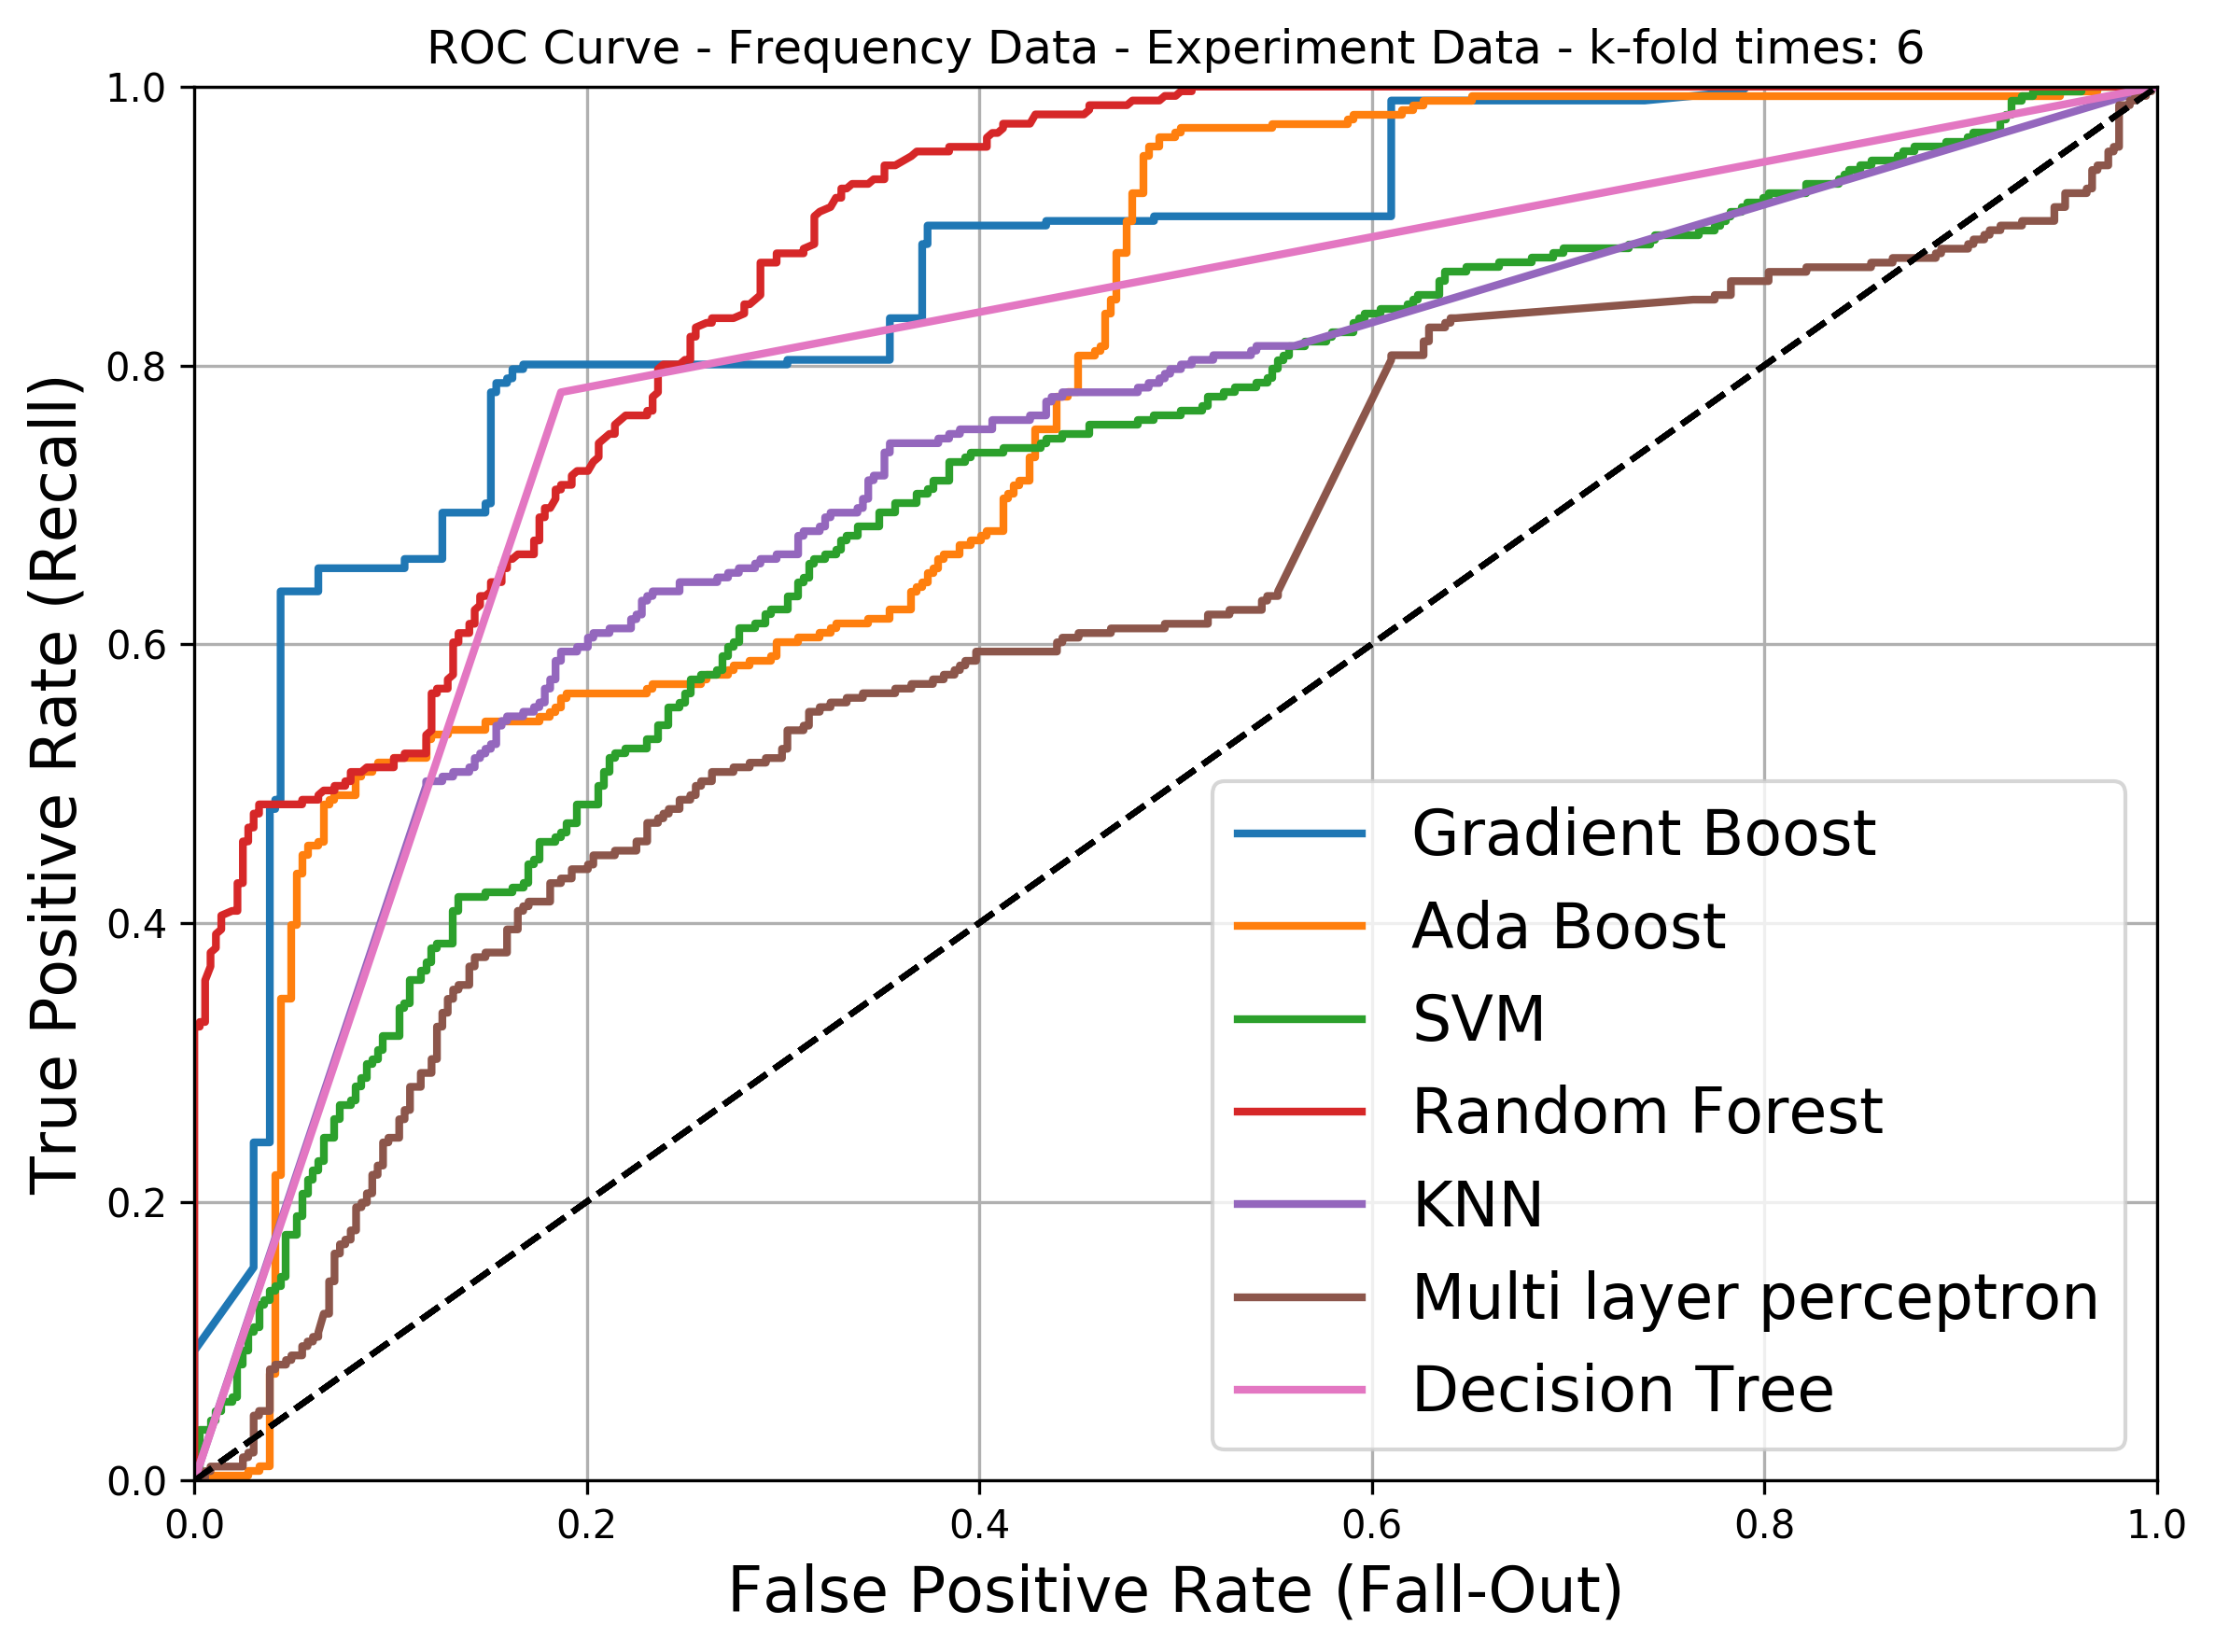 ROC Curve - Frequency Data - Experiment Data - k-fold times: 6
True Positive Rate (Recall)
1.0
0.8
0.6
0.4
0.2
0.0
Gradient Boost
Ada Boost
SVM
Random Forest
KNN
Multi layer perceptron
Decision Tree
0.0 0.2 0.4 0.6 0.8 1.0
False Positive Rate (Fall-Out)